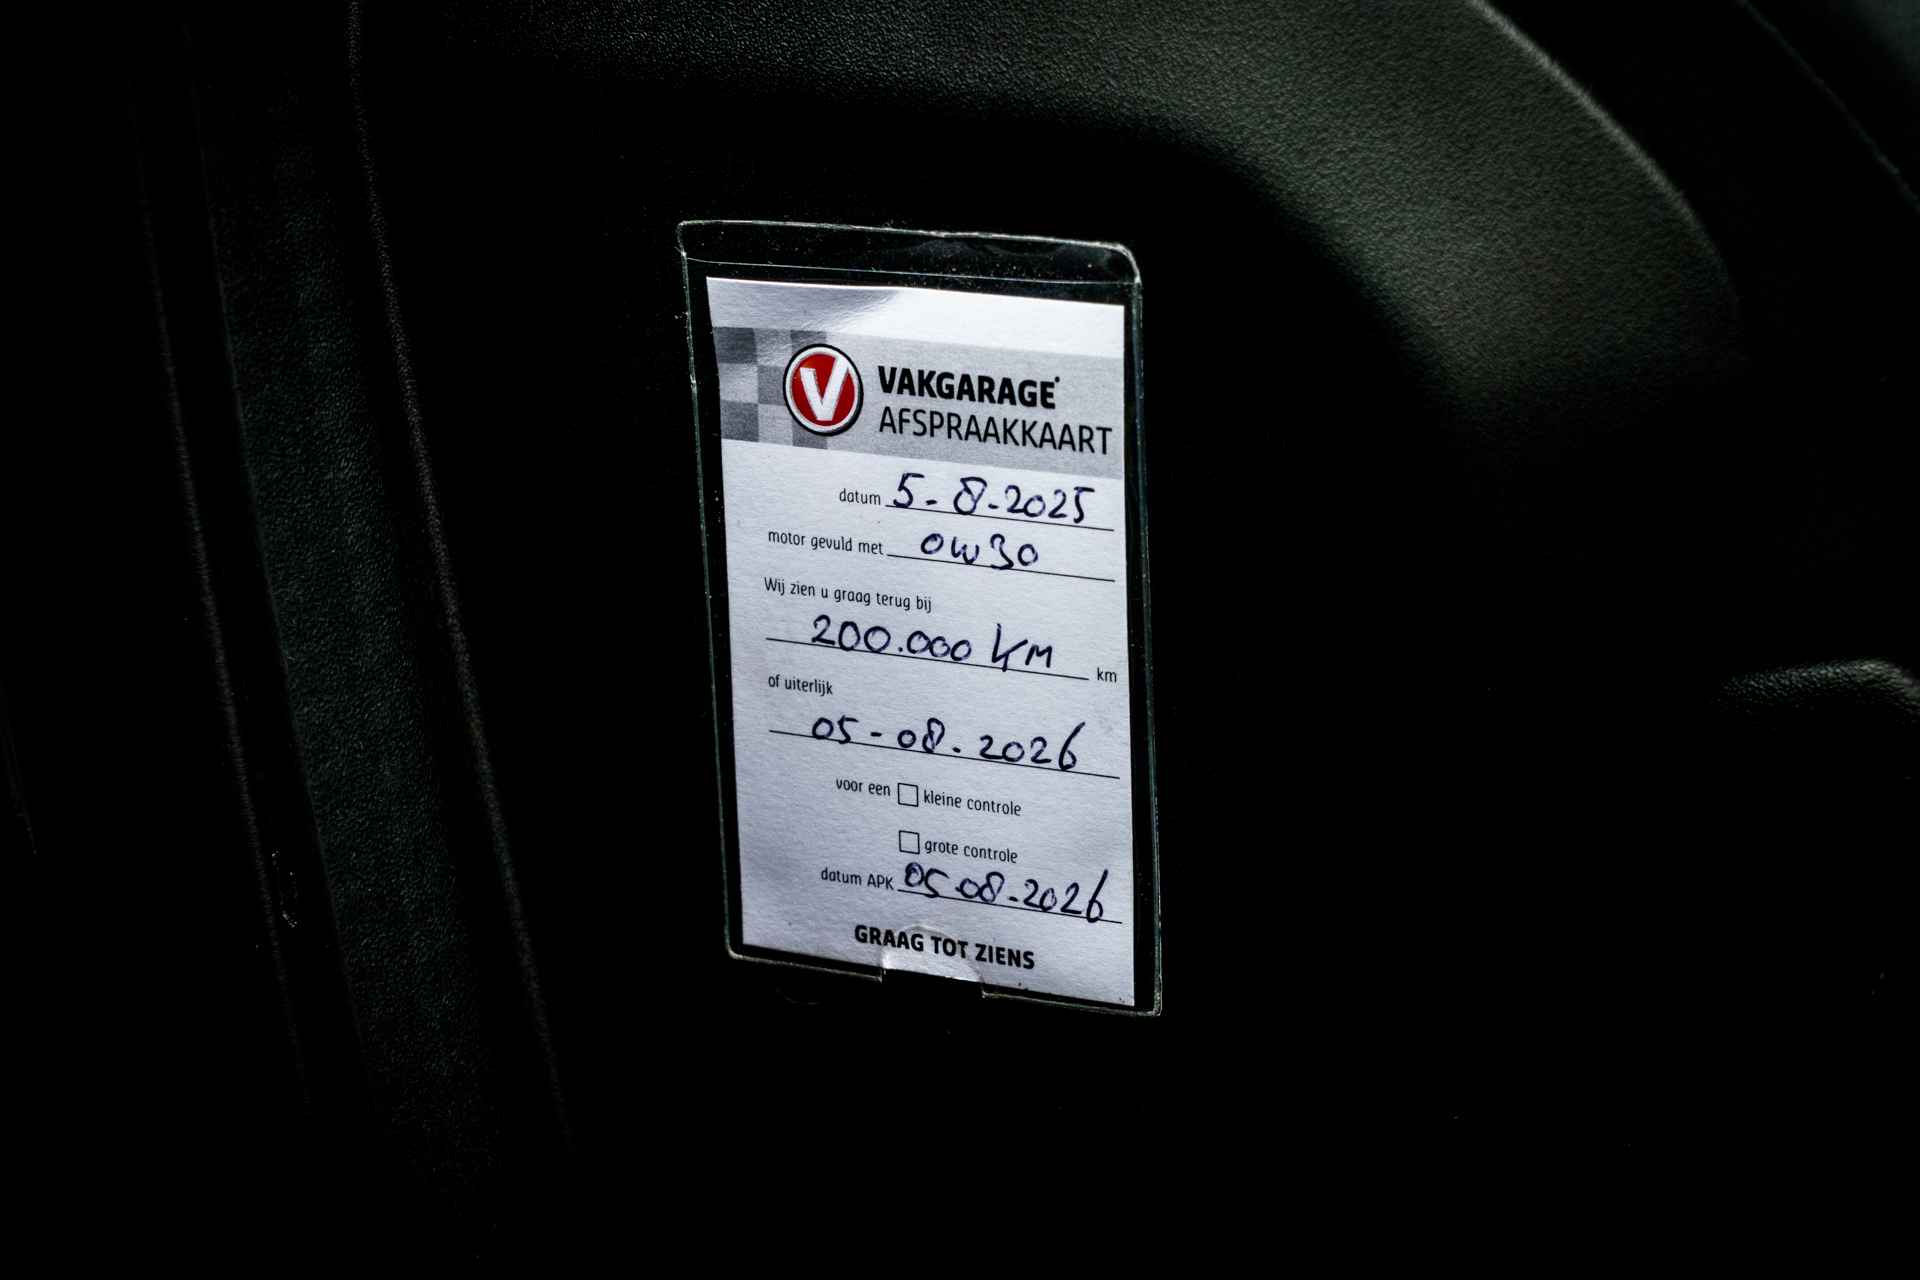 V VAKGARAGE®
AFSPRAAKKAART
datum 5-8-2025
motor gevuld met 0W30
Wij zien u graag terug bij
200.000 KM km
of uiterlijk
05-08-2026
voor een kleine controle
grote controle
datum APK 05-08-2026
GRAAG TOT ZIENS